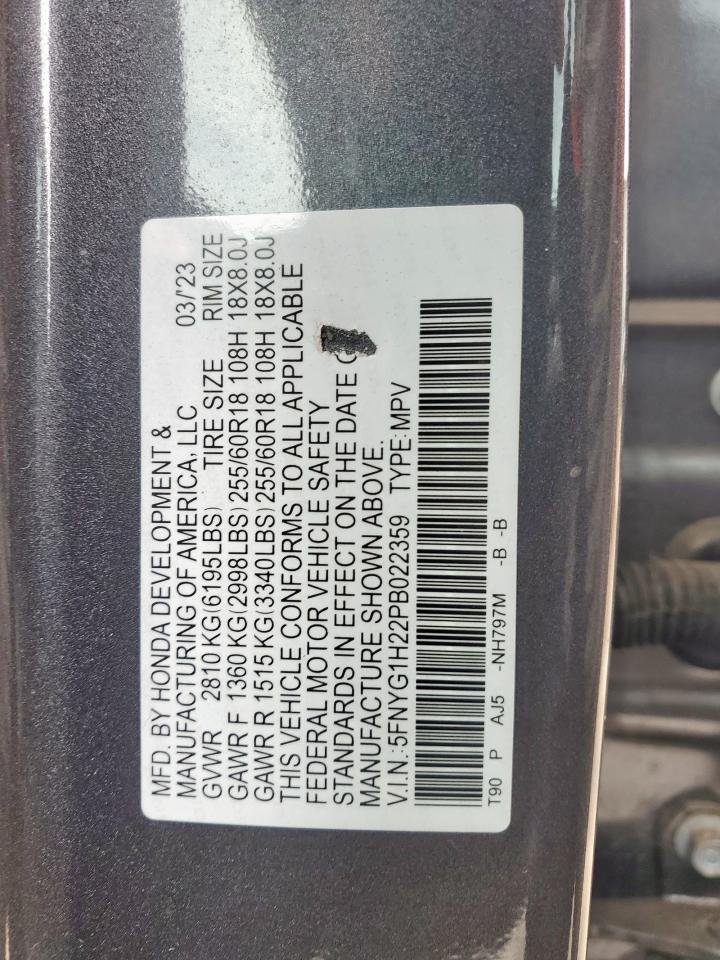 MFD. BY HONDA DEVELOPMENT &
MANUFACTURING OF AMERICA, LLC 03/'23
GVWR 2810 KG(6195LBS) TIRE SIZE RIM SIZE
GAWR F 1360 KG(2998LBS) 255/60R18 108H 18X8.0J
GAWR R 1515 KG(3340LBS) 255/60R18 108H 18X8.0J
THIS VEHICLE CONFORMS TO ALL APPLICABLE
FEDERAL MOTOR VEHICLE SAFETY
STANDARDS IN EFFECT ON THE DATE
MANUFACTURE SHOWN ABOVE.
V.I.N.:5FNYG1H22PB022359 TYPE:MPV
T90 P AJ5 -NH797M -B -B